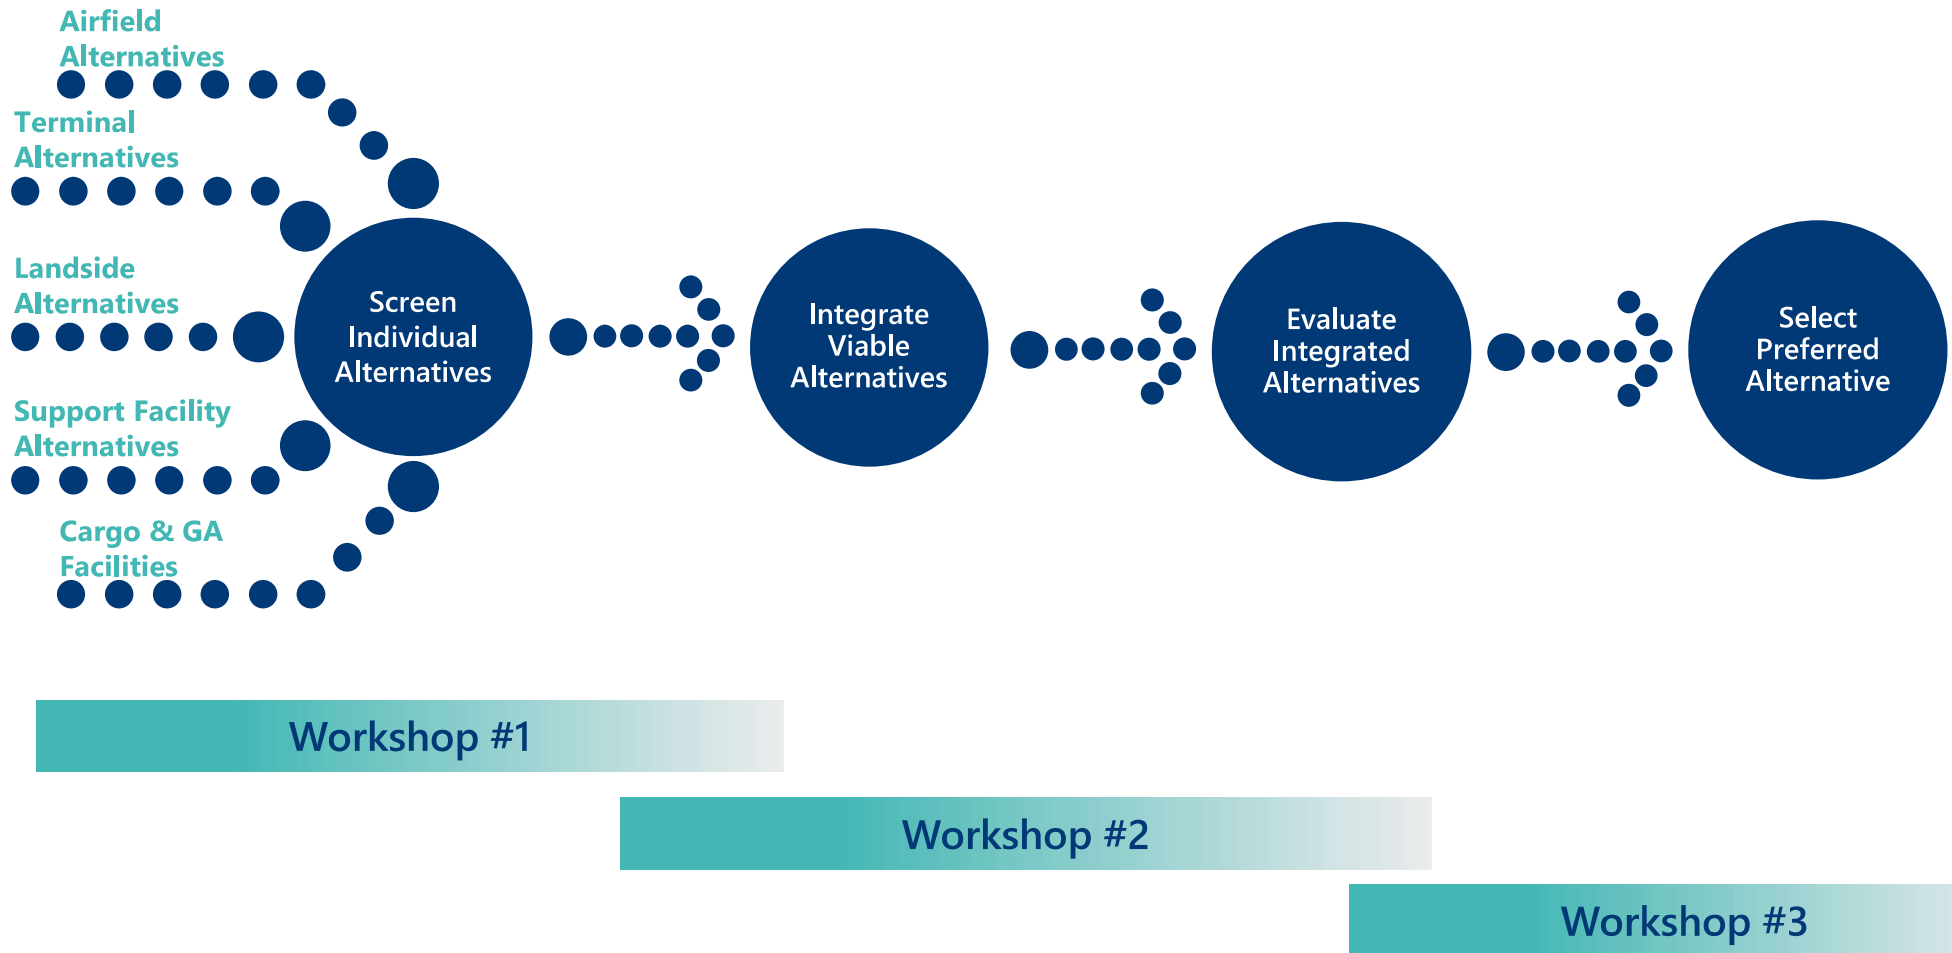 Airfield
Alternatives
Terminal
Alternatives
Landside
Alternatives
Support Facility
Alternatives
Cargo & GA
Facilities
Screen
Individual
Alternatives
Integrate
Viable
Alternatives
Evaluate
Integrated
Alternatives
Select
Preferred
Alternative
Workshop #1
Workshop #2
Workshop #3